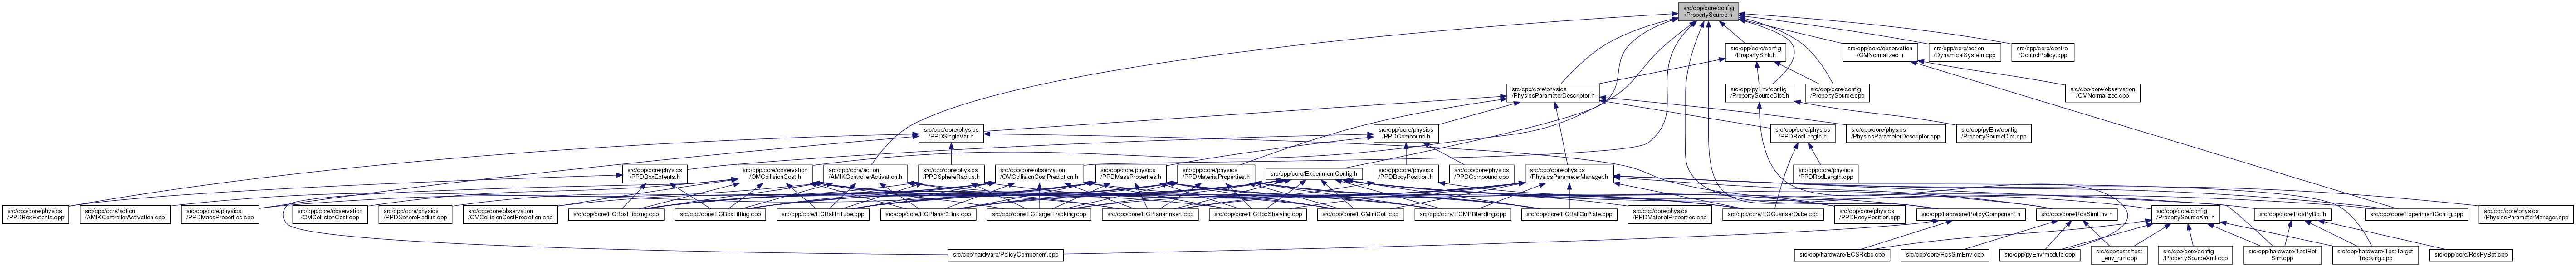 src/cpp/core/config
/PropertySource.h
src/cpp/core/config
/PropertySink.h
src/cpp/core/observation
/OMNormalized.h
src/cpp/core/action
/DynamicalSystem.cpp
src/cpp/core/control
/ControlPolicy.cpp
src/cpp/core/physics
/PhysicsParameterDescriptor.h
src/cpp/pyEnv/config
/PropertySourceDict.h
src/cpp/core/config
/PropertySource.cpp
src/cpp/core/observation
/OMNormalized.cpp
src/cpp/core/physics
/PPDSingleVar.h
src/cpp/core/physics
/PPDCompound.h
src/cpp/core/physics
/PPDRodLength.h
src/cpp/core/physics
/PhysicsParameterDescriptor.cpp
src/cpp/pyEnv/config
/PropertySourceDict.cpp
src/cpp/core/physics
/PPDBoxExtents.h
src/cpp/core/observation
/OMCollisionCost.h
src/cpp/core/action
/AMIKControllerActivation.h
src/cpp/core/physics
/PPDSphereRadius.h
src/cpp/core/observation
/OMCollisionCostPrediction.h
src/cpp/core/physics
/PPDMassProperties.h
src/cpp/core/physics
/PPDMaterialProperties.h
src/cpp/core/ExperimentConfig.h
src/cpp/core/physics
/PPDBodyPosition.h
src/cpp/core/physics
/PPDCompound.cpp
src/cpp/core/physics
/PPDRodLength.cpp
src/cpp/core/physics
/PhysicsParameterManager.h
src/cpp/core/physics
/PPDBoxExtents.cpp
src/cpp/core/action
/AMIKControllerActivation.cpp
src/cpp/core/physics
/PPDMassProperties.cpp
src/cpp/core/observation
/OMCollisionCost.cpp
src/cpp/core/physics
/PPDSphereRadius.cpp
src/cpp/core/observation
/OMCollisionCostPrediction.cpp
src/cpp/core/ECBoxFlipping.cpp
src/cpp/core/ECBoxLifting.cpp
src/cpp/core/ECBallInTube.cpp
src/cpp/core/ECPlanar3Link.cpp
src/cpp/core/ECTargetTracking.cpp
src/cpp/core/ECPlanarInsert.cpp
src/cpp/core/ECBoxShelving.cpp
src/cpp/core/ECMiniGolf.cpp
src/cpp/core/ECMPBlending.cpp
src/cpp/core/ECBallOnPlate.cpp
src/cpp/core/physics
/PPDMaterialProperties.cpp
src/cpp/core/ECQuanserQube.cpp
src/cpp/core/physics
/PPDBodyPosition.cpp
src/cpp/hardware/PolicyComponent.h
src/cpp/core/RcsSimEnv.h
src/cpp/core/config
/PropertySourceXml.h
src/cpp/core/RcsPyBot.h
src/cpp/core/ExperimentConfig.cpp
src/cpp/core/physics
/PhysicsParameterManager.cpp
src/cpp/hardware/PolicyComponent.cpp
src/cpp/hardware/ECSRobo.cpp
src/cpp/core/RcsSimEnv.cpp
src/cpp/pyEnv/module.cpp
src/cpp/tests/test
_env_run.cpp
src/cpp/core/config
/PropertySourceXml.cpp
src/cpp/hardware/TestBot
Sim.cpp
src/cpp/hardware/TestTarget
Tracking.cpp
src/cpp/core/RcsPyBot.cpp